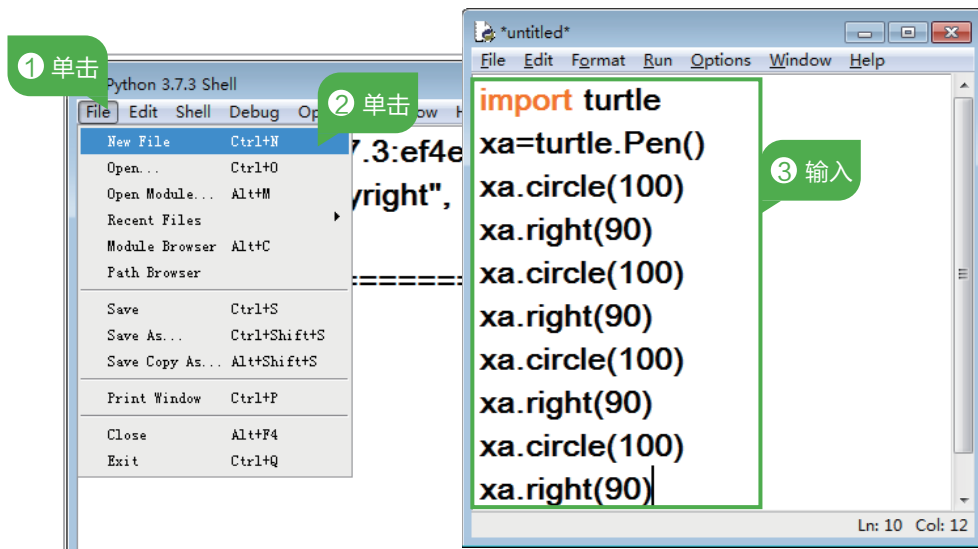 1 单击
Python 3.7.3 Shell
File Edit Shell Debug
2 单击
New File Ctrl+N
Open... Ctrl+O
Open Module... Alt+M
Recent Files
Module Browser Alt+C
Path Browser
Save Ctrl+S
Save As... Ctrl+Shift+S
Save Copy As... Alt+Shift+S
Print Window Ctrl+P
Close Alt+F4
Exit Ctrl+Q
7.3:ef4e
yright",
=======
*untitled*
File Edit Format Run Options Window Help
import turtle
xa=turtle.Pen()
xa.circle(100)
xa.right(90)
xa.circle(100)
xa.right(90)
xa.circle(100)
xa.right(90)
xa.circle(100)
xa.right(90)
3 输入
Ln: 10 Col: 12